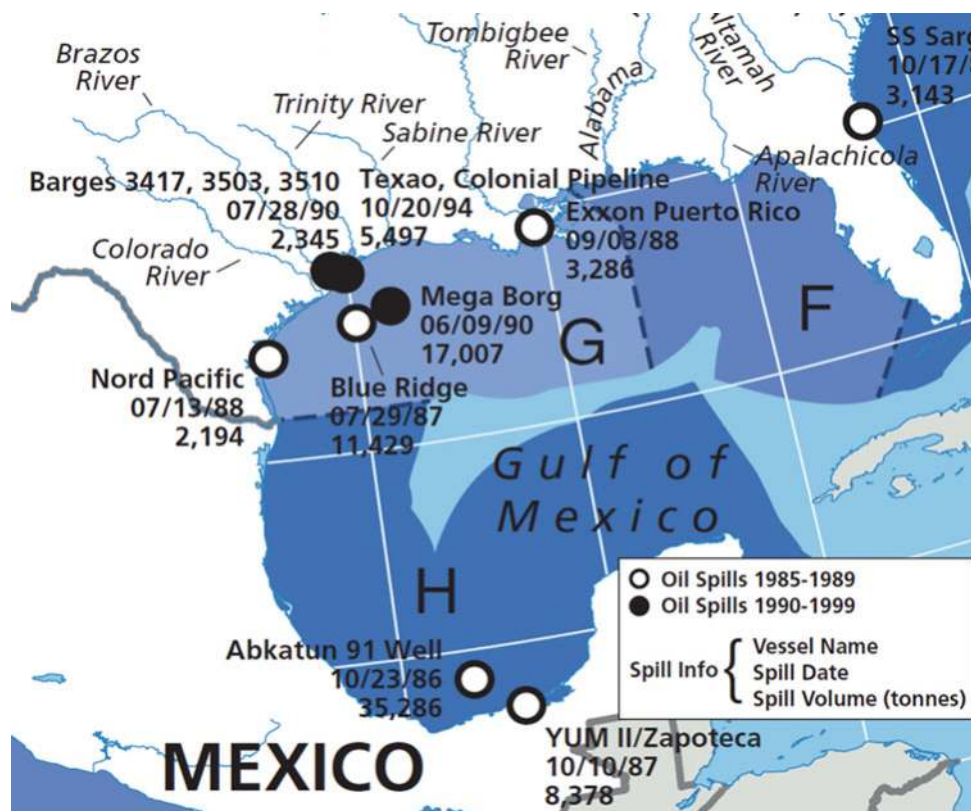 Tombigbee
River
Brazos
River
Trinity River
Sabine River
Alabama
Altamah
River
SS Sarg
10/17/
3,143
Apalachicola
River
Barges 3417, 3503, 3510
07/28/90
2,345
Texao, Colonial Pipeline
10/20/94
5,497
Exxon Puerto Rico
09/03/88
3,286
Colorado
River
Mega Borg
06/09/90
17,007
G
F
Nord Pacific
07/13/88
2,194
Blue Ridge
07/29/87
11,429
Gulf of
Mexico
H
Oil Spills 1985-1989
Oil Spills 1990-1999
Spill Info {
Vessel Name
Spill Date
Spill Volume (tonnes)
Abkatun 91 Well
10/23/86
35,286
YUM II/Zapoteca
10/10/87
8,378
MEXICO